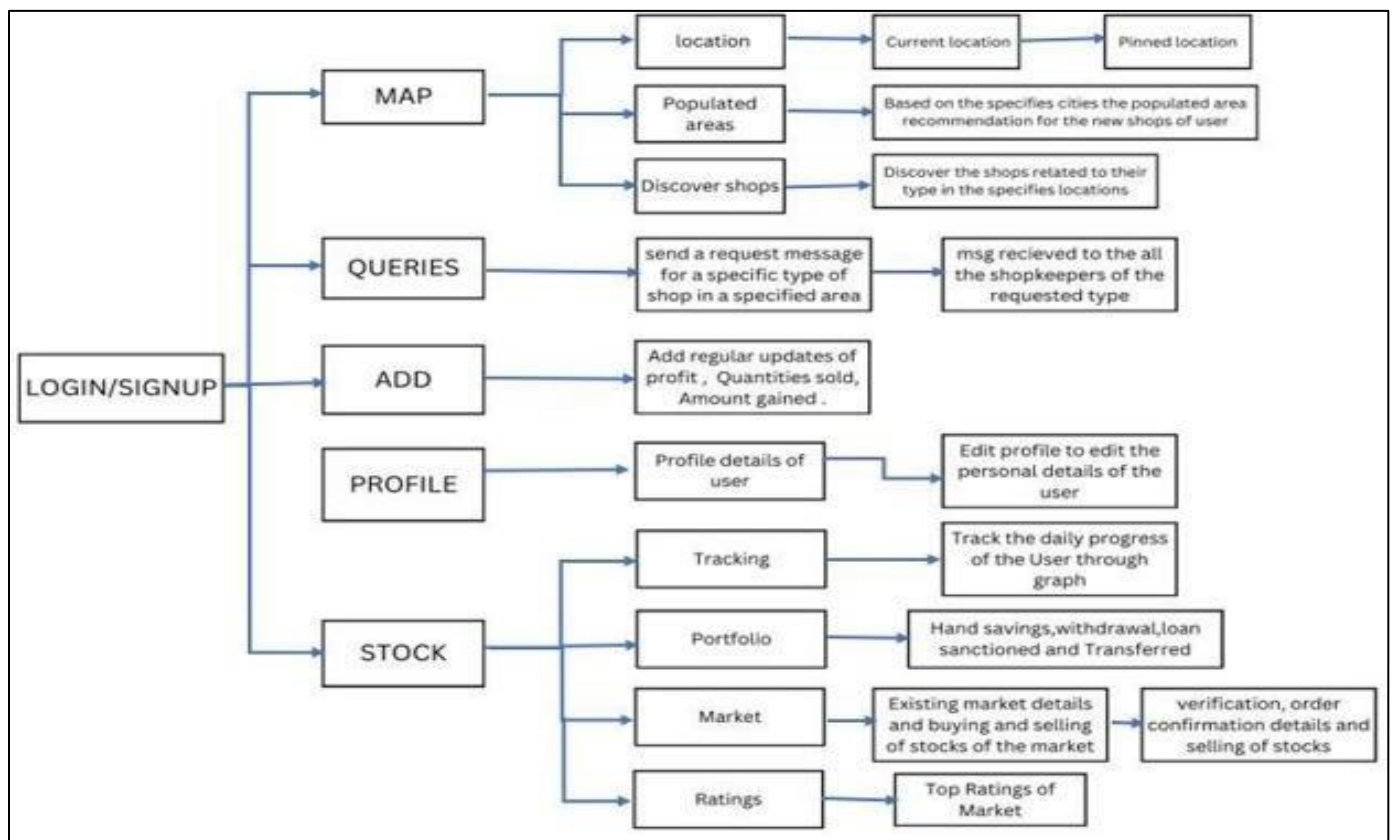 LOGIN/SIGNUP
MAP
location
Current location
Pinned location
Populated
areas
Based on the specifies cities the populated area
recommendation for the new shops of user
Discover shops
Discover the shops related to their
type in the specifies locations
QUERIES
send a request message
for a specific type of
shop in a specified area
msg recieved to the all
the shopkeepers of the
requested type
ADD
Add regular updates of
profit , Quantities sold,
Amount gained .
PROFILE
Profile details of
user
Edit profile to edit the
personal details of the
user
STOCK
Tracking
Track the daily progress
of the User through
graph
Portfolio
Hand savings,withdrawal,loan
sanctioned and Transferred
Market
Existing market details
and buying and selling
of stocks of the market
verification, order
confirmation details and
selling of stocks
Ratings
Top Ratings of
Market